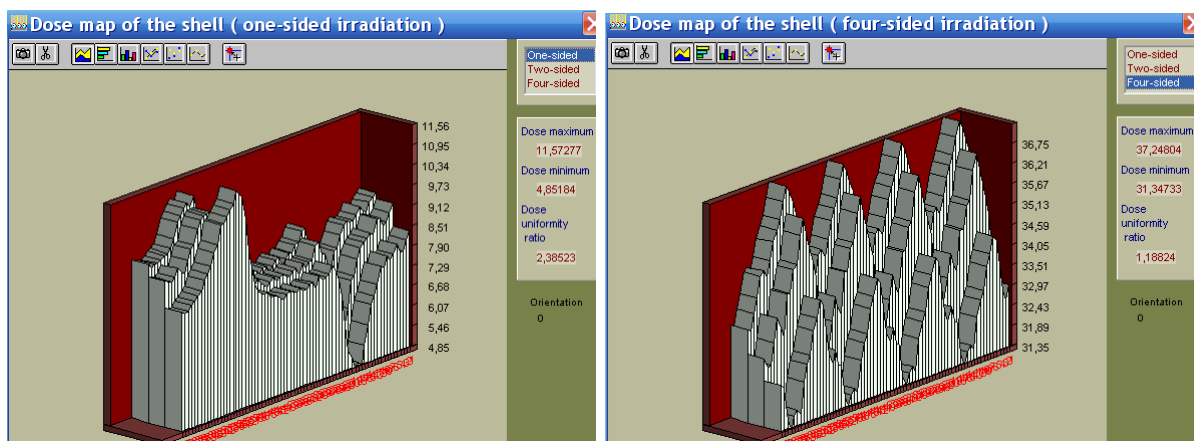 Dose map of the shell ( one-sided irradiation )
One-sided
Two-sided
Four-sided
11,56
10,95
10,34
9,73
9,12
8,51
7,90
7,29
6,68
6,07
5,46
4,85
Dose maximum
11,57277
Dose minimum
4,85184
Dose
uniformity
ratio
2,38523
Orientation
0
Dose map of the shell ( four-sided irradiation )
One-sided
Two-sided
Four-sided
36,75
36,21
35,67
35,13
34,59
34,05
33,51
32,97
32,43
31,89
31,35
Dose maximum
37,24804
Dose minimum
31,34733
Dose
uniformity
ratio
1,18824
Orientation
0